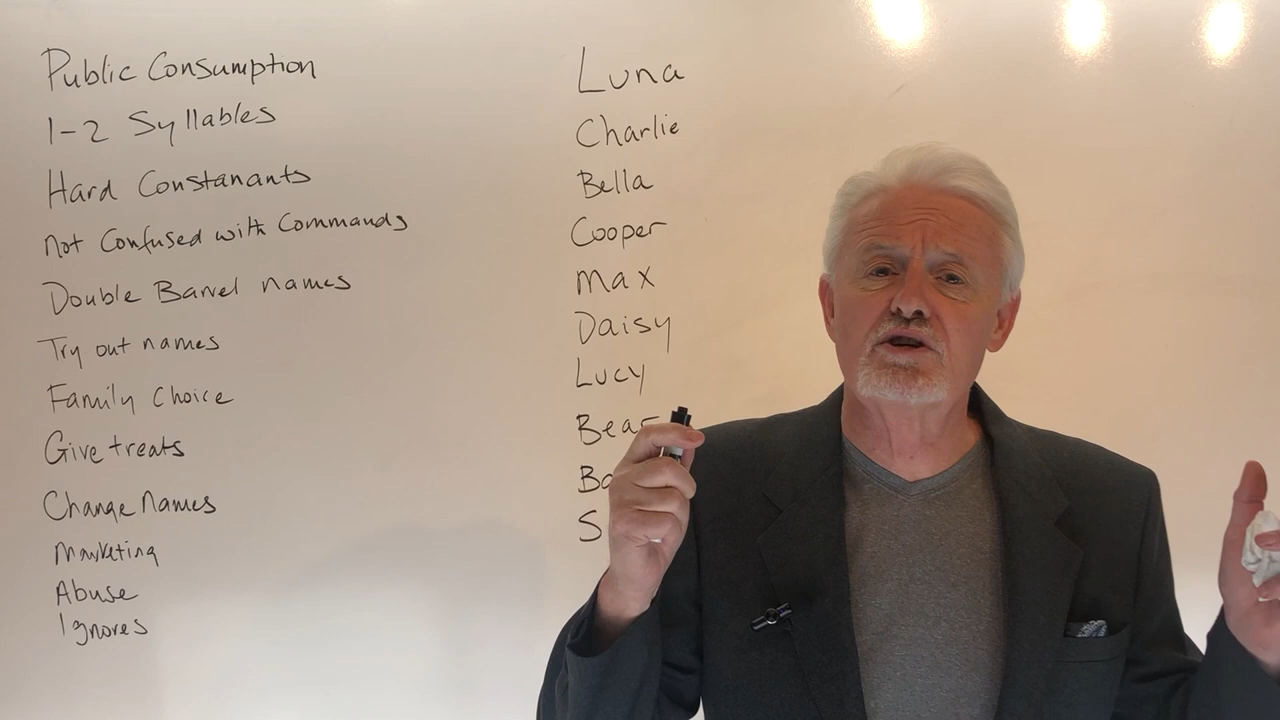 Public Consumption
1-2 Syllables
Hard Constanants
Not Confused with Commands
Double Barrel names
Try out names
Family Choice
Give treats
Change Names
Marketing
Abuse
Ignores
Luna
Charlie
Bella
Cooper
Max
Daisy
Lucy